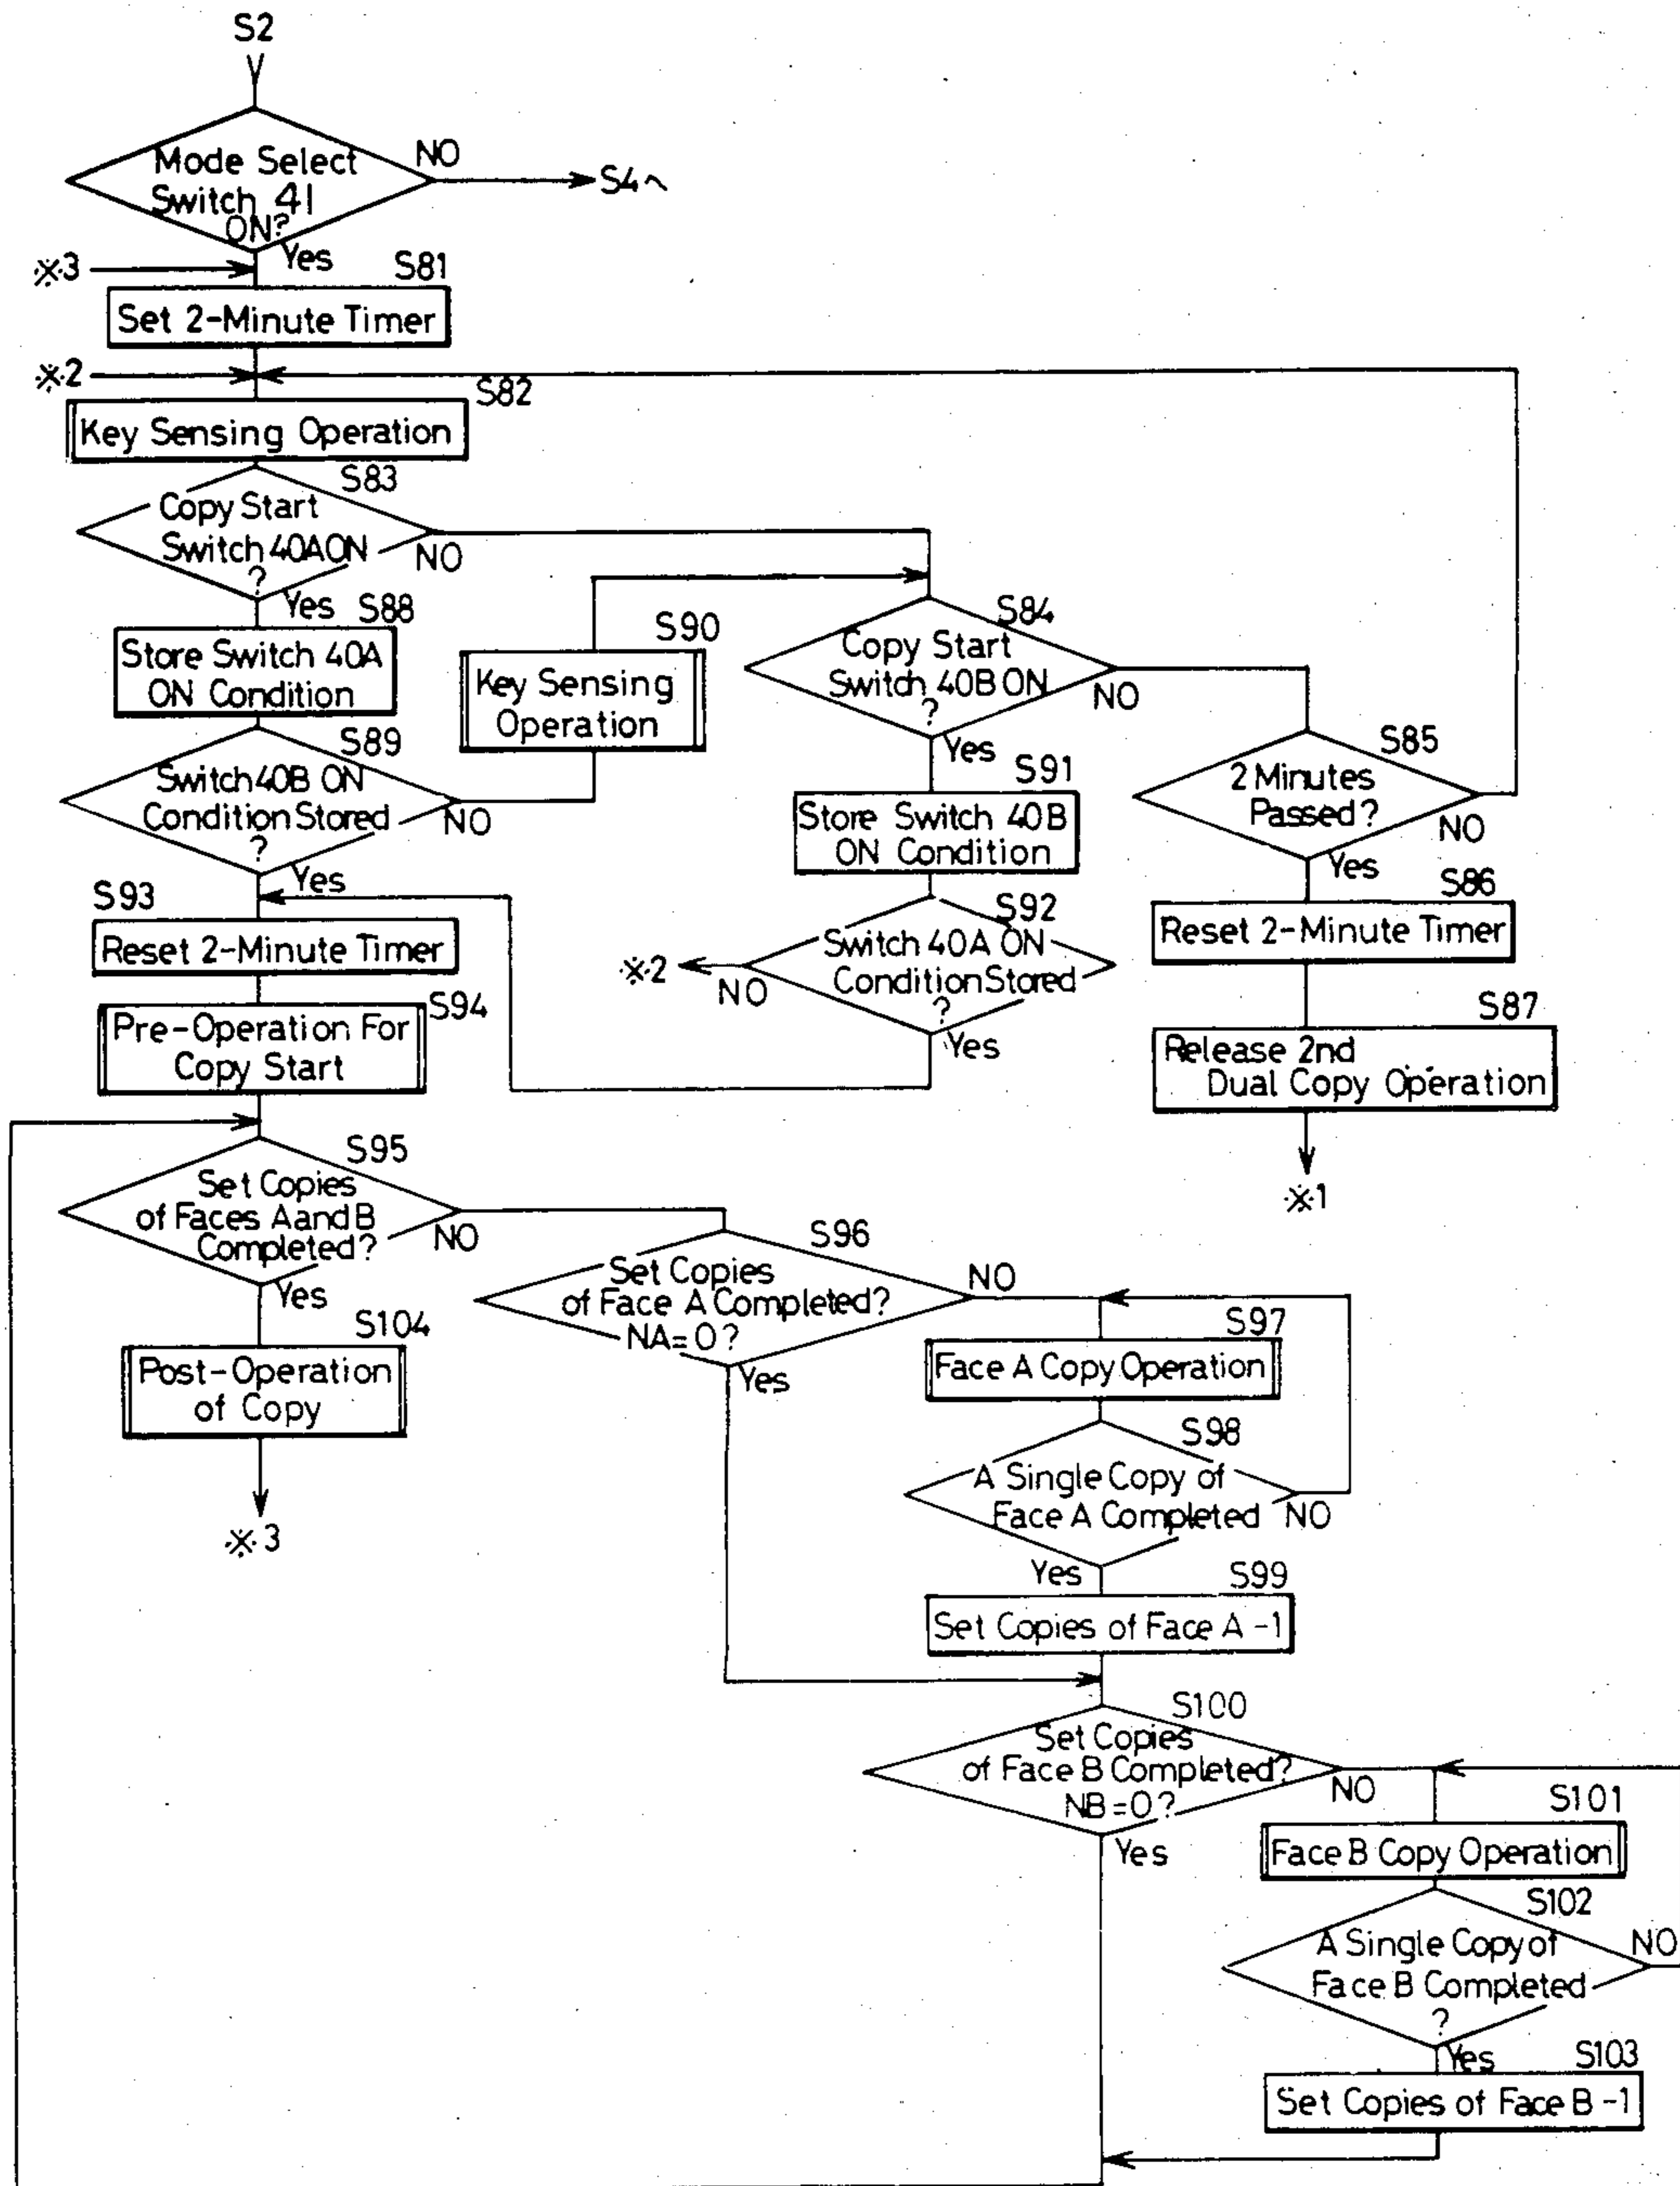 S2
Mode Select
Switch 41
ON?
NO
S4
Yes
※3
S81
Set 2-Minute Timer
※2
S82
Key Sensing Operation
S83
Copy Start
Switch 40A ON
?
NO
Yes
S88
Store Switch 40A
ON Condition
S89
Switch 40B ON
Condition Stored
?
NO
Yes
S90
Key Sensing
Operation
S84
Copy Start
Switch 40B ON
?
NO
Yes
S91
Store Switch 40B
ON Condition
S92
Switch 40A ON
Condition Stored
?
※2
NO
Yes
S85
2 Minutes
Passed?
NO
Yes
S86
Reset 2-Minute Timer
S87
Release 2nd
Dual Copy Operation
※1
S93
Reset 2-Minute Timer
S94
Pre-Operation For
Copy Start
S95
Set Copies
of Faces A and B
Completed?
NO
Yes
S104
Post-Operation
of Copy
※3
S96
Set Copies
of Face A Completed?
NA=0?
NO
Yes
S97
Face A Copy Operation
S98
A Single Copy of
Face A Completed
NO
Yes
S99
Set Copies of Face A -1
S100
Set Copies
of Face B Completed?
NB=0?
NO
Yes
S101
Face B Copy Operation
S102
A Single Copy of
Face B Completed
?
NO
Yes
S103
Set Copies of Face B -1